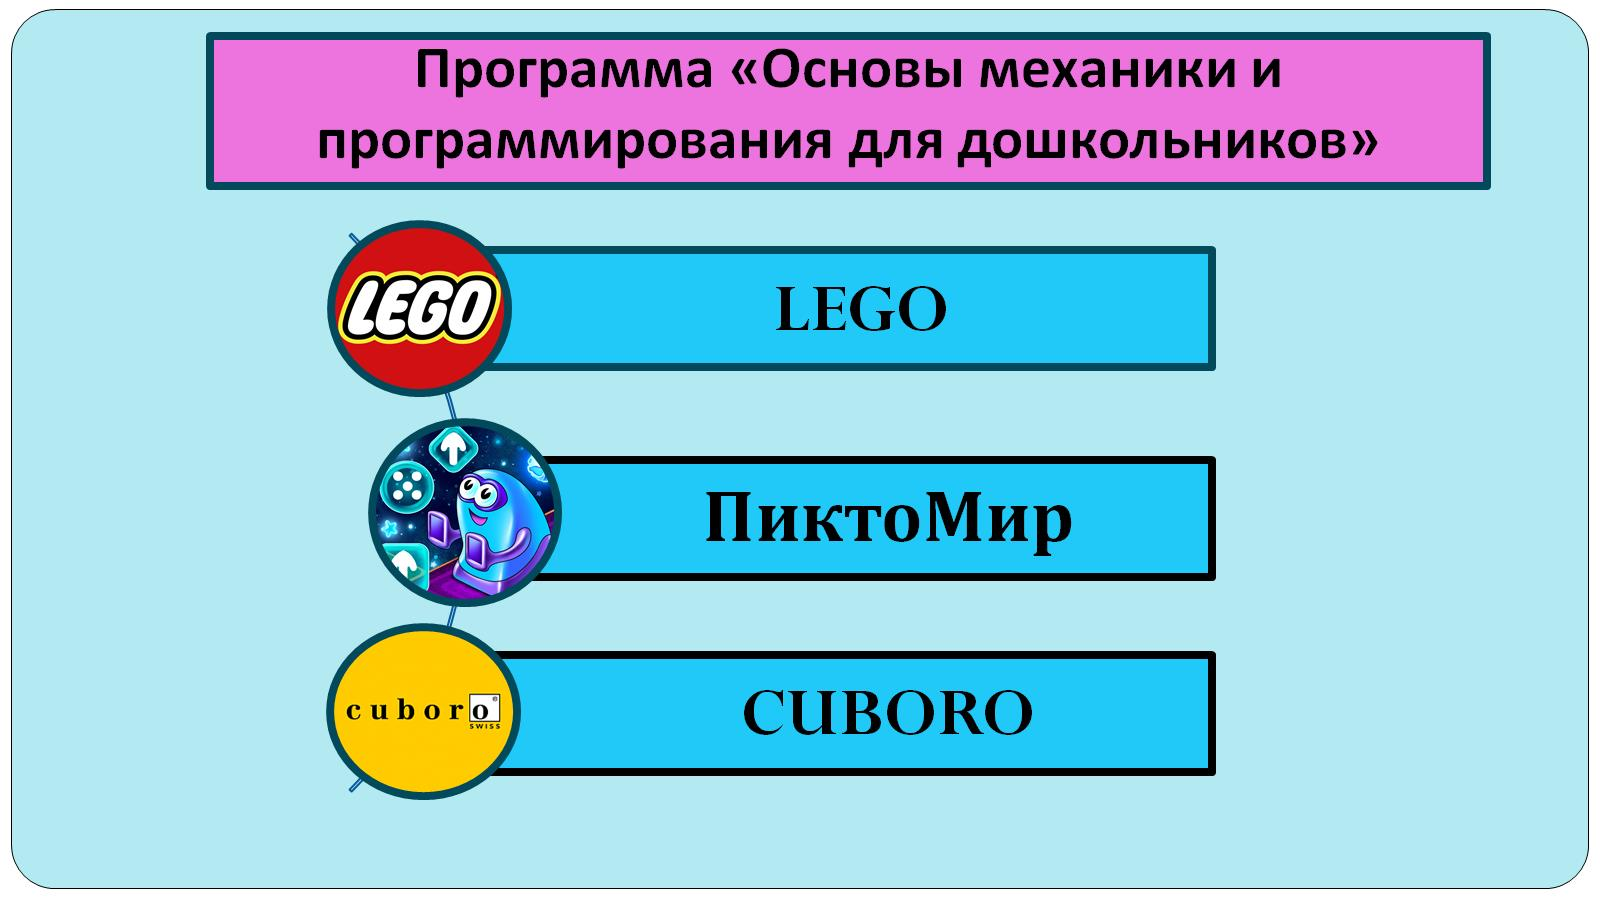 Программа «Основы механики и
программирования для дошкольников»
LEGO
LEGO
ПиктоМир
cuboro®
SWISS
CUBORO